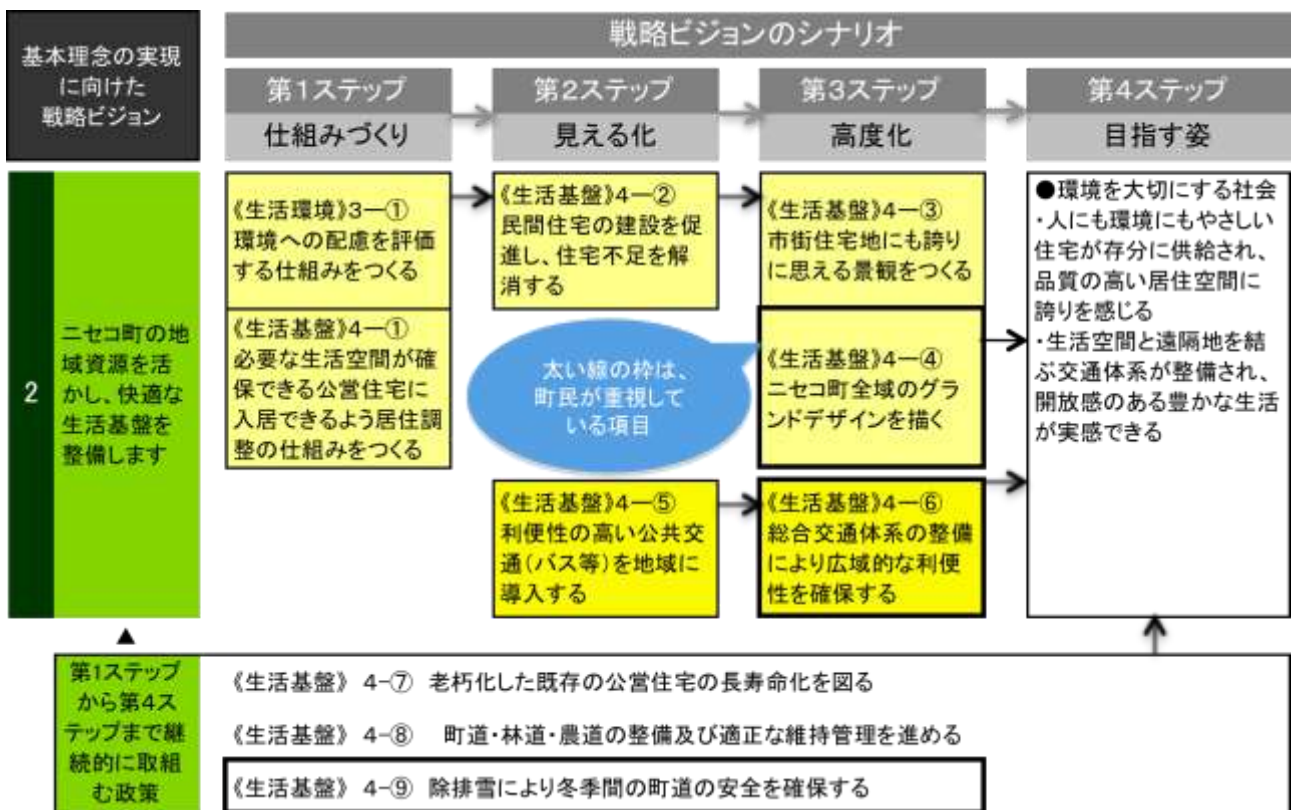 基本理念の実現
に向けた
戦略ビジョン
戦略ビジョンのシナリオ
第1ステップ
仕組みづくり
第2ステップ
見える化
第3ステップ
高度化
第4ステップ
目指す姿
2
ニセコ町の地
域資源を活
かし、快適な
生活基盤を
整備します
《生活環境》3―①
環境への配慮を評価
する仕組みをつくる
《生活基盤》4―①
必要な生活空間が確
保できる公営住宅に
入居できるよう居住調
整の仕組みをつくる
《生活基盤》4―②
民間住宅の建設を促
進し、住宅不足を解
消する
太い線の枠は、
町民が重視して
いる項目
《生活基盤》4―⑤
利便性の高い公共交
通(バス等)を地域に
導入する
《生活基盤》4―③
市街住宅地にも誇り
に思える景観をつくる
《生活基盤》4―④
ニセコ町全域のグラ
ンドデザインを描く
《生活基盤》4―⑥
総合交通体系の整備
により広域的な利便
性を確保する
●環境を大切にする社会
・人にも環境にもやさしい
住宅が存分に供給され、
品質の高い居住空間に
誇りを感じる
・生活空間と遠隔地を結
ぶ交通体系が整備され、
開放感のある豊かな生活
が実感できる
▲
第1ステップ
から第4ス
テップまで継
続的に取組
む政策
《生活基盤》 4-⑦ 老朽化した既存の公営住宅の長寿命化を図る
《生活基盤》 4-⑧ 町道・林道・農道の整備及び適正な維持管理を進める
《生活基盤》 4-⑨ 除排雪により冬季間の町道の安全を確保する